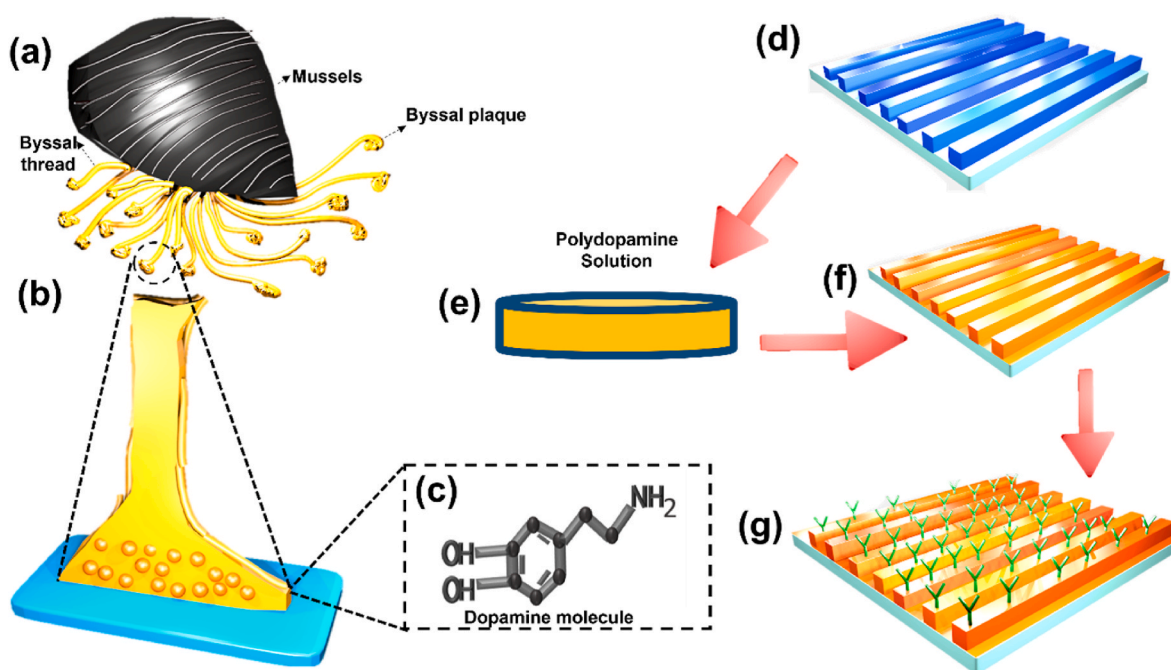 (a)
Mussels
Byssal plaque
Byssal
thread
(b)
(c)
NH2
OH
OH
Dopamine molecule
(d)
Polydopamine
Solution
(e)
(f)
(g)